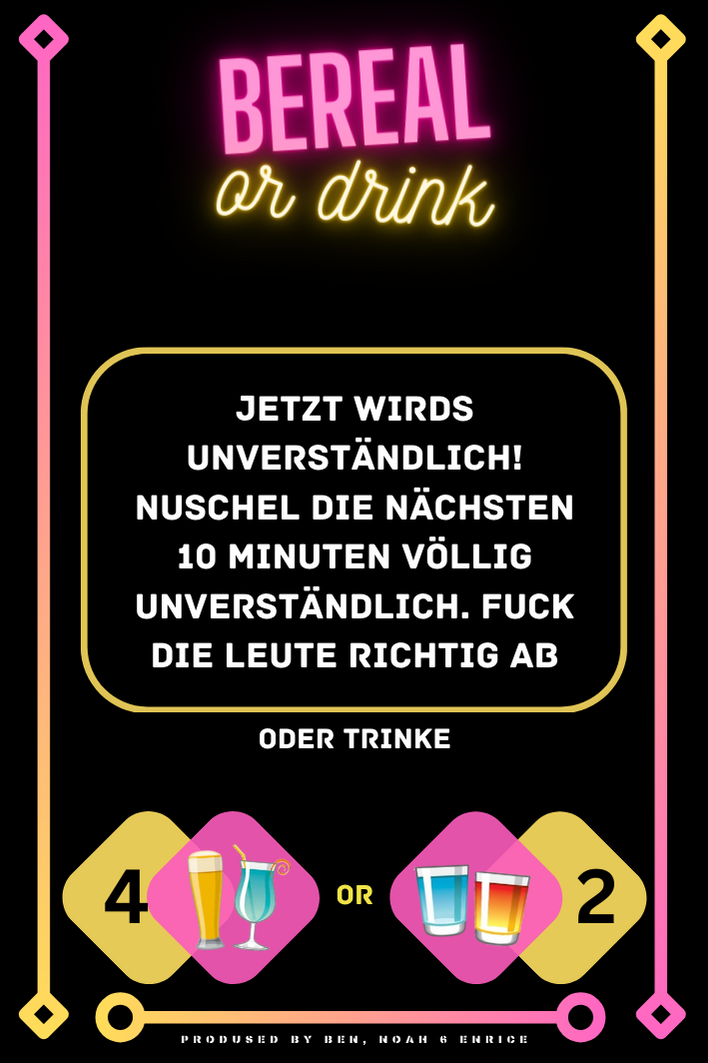 BEREAL
or drink
JETZT WIRDS
UNVERSTÄNDLICH!
NUSCHEL DIE NÄCHSTEN
10 MINUTEN VÖLLIG
UNVERSTÄNDLICH. FUCK
DIE LEUTE RICHTIG AB
ODER TRINKE
4 OR 2
PRODUSED BY BEN, NOAH & ENRICE